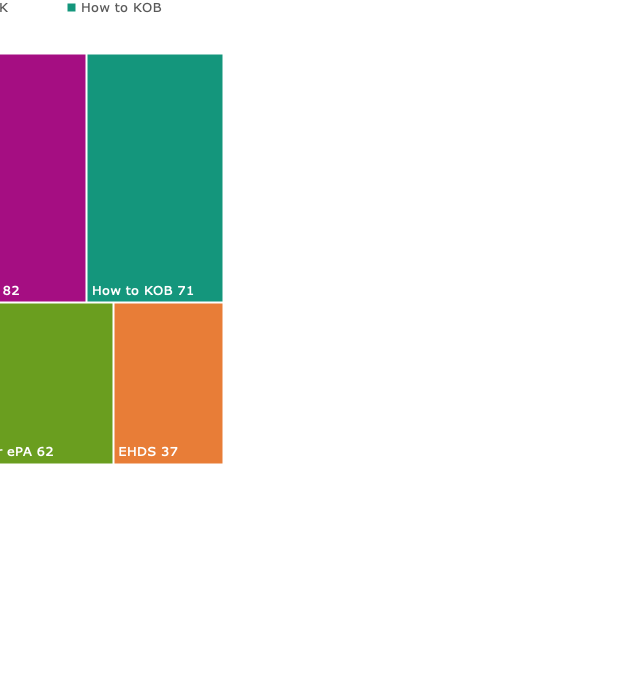 K How to KOB
82 How to KOB 71
ePA 62 EHDS 37